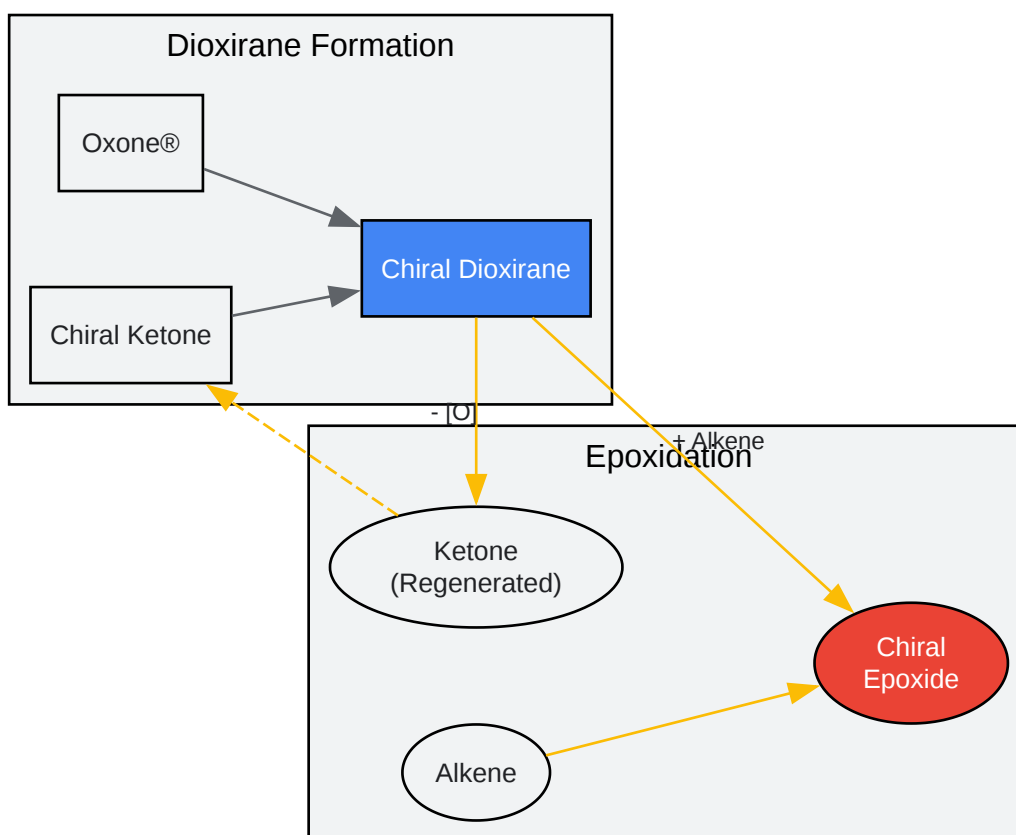 Dioxirane Formation
Oxone®
Chiral Dioxirane
Chiral Ketone
- [O]
+ Alkene
Epoxidation
Ketone
(Regenerated)
Chiral
Epoxide
Alkene